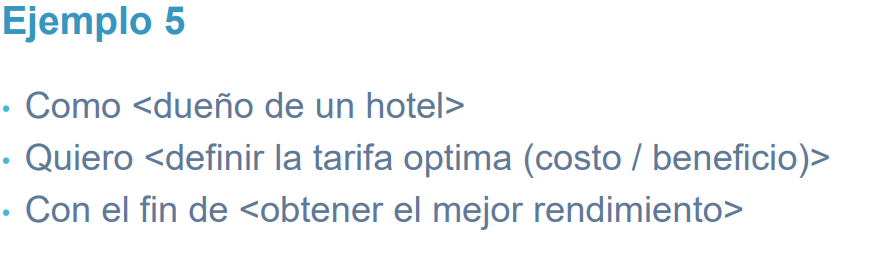 Ejemplo 5
• Como <dueño de un hotel>
• Quiero <definir la tarifa optima (costo / beneficio)>
• Con el fin de <obtener el mejor rendimiento>